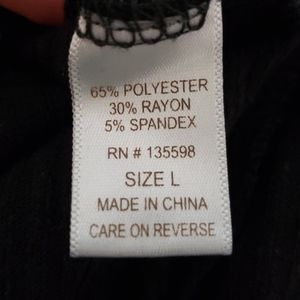 65% POLYESTER
30% RAYON
5% SPANDEX
RN # 135598
SIZE L
MADE IN CHINA
CARE ON REVERSE